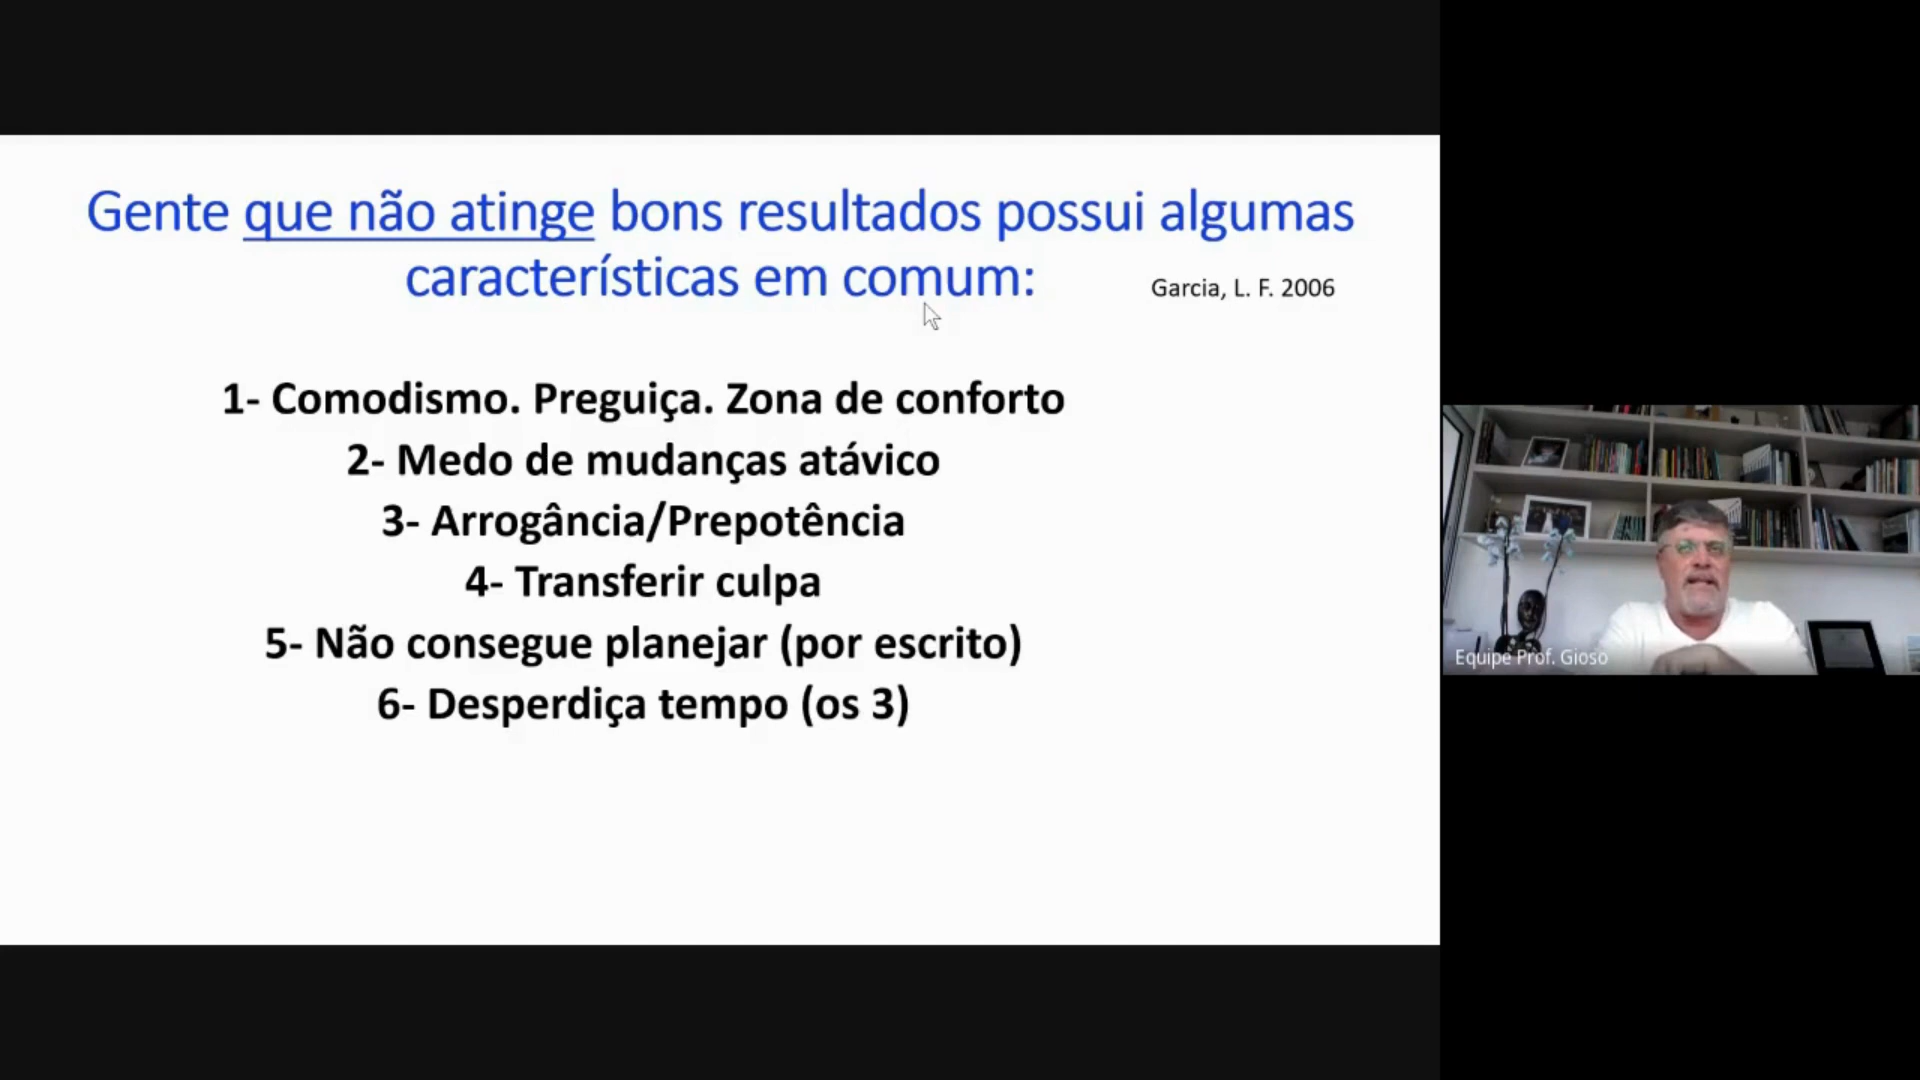 Gente que não atinge bons resultados possui algumas
características em comum:
Garcia, L. F. 2006
1- Comodismo. Preguiça. Zona de conforto
2- Medo de mudanças atávico
3- Arrogância/Prepotência
4- Transferir culpa
5- Não consegue planejar (por escrito)
6- Desperdiça tempo (os 3)
Equipe Prof. Gioso